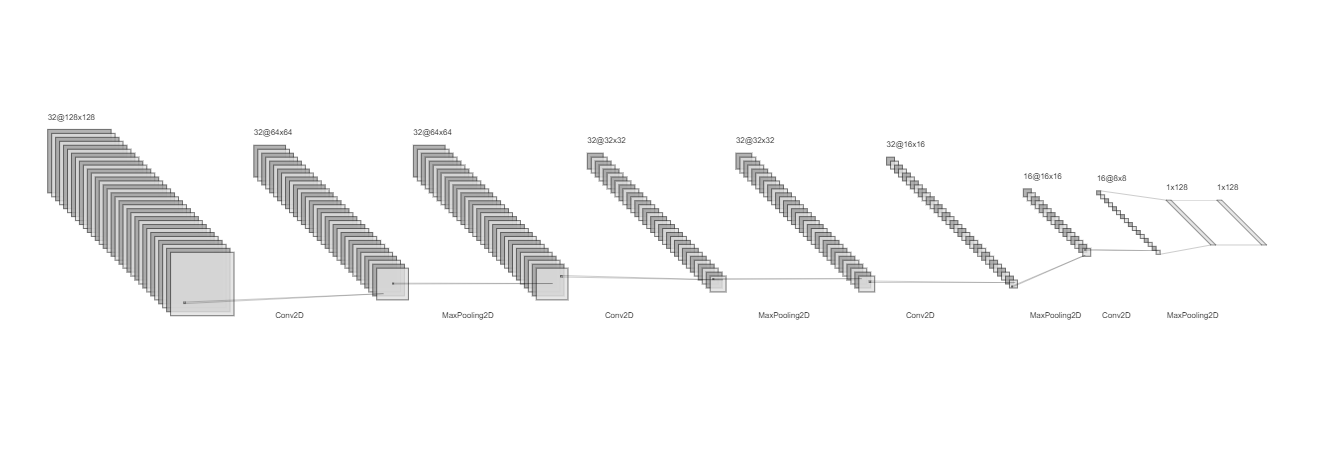 32@128x128
32@64x64
32@64x64
32@32x32
32@32x32
32@16x16
16@16x16
16@8x8
1x128
1x128
Conv2D
MaxPooling2D
Conv2D
MaxPooling2D
Conv2D
MaxPooling2D
Conv2D
MaxPooling2D